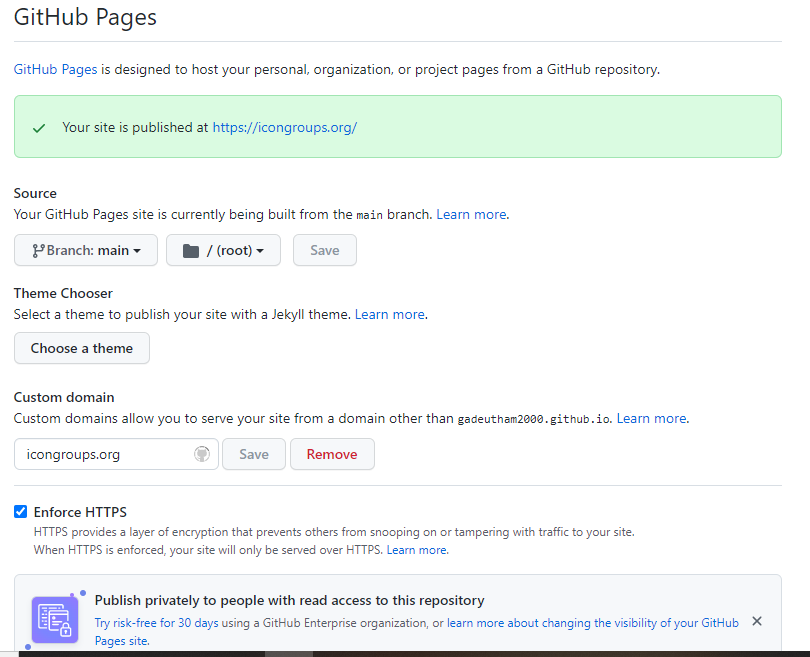 GitHub Pages
GitHub Pages is designed to host your personal, organization, or project pages from a GitHub repository.
Your site is published at https://icongroups.org/
Source
Your GitHub Pages site is currently being built from the main branch. Learn more.
Branch: main
/ (root)
Save
Theme Chooser
Select a theme to publish your site with a Jekyll theme. Learn more.
Choose a theme
Custom domain
Custom domains allow you to serve your site from a domain other than gadeutham2000.github.io. Learn more.
icongroups.org
Save
Remove
Enforce HTTPS
HTTPS provides a layer of encryption that prevents others from snooping on or tampering with traffic to your site.
When HTTPS is enforced, your site will only be served over HTTPS. Learn more.
Publish privately to people with read access to this repository
Try risk-free for 30 days using a GitHub Enterprise organization, or learn more about changing the visibility of your GitHub
Pages site.